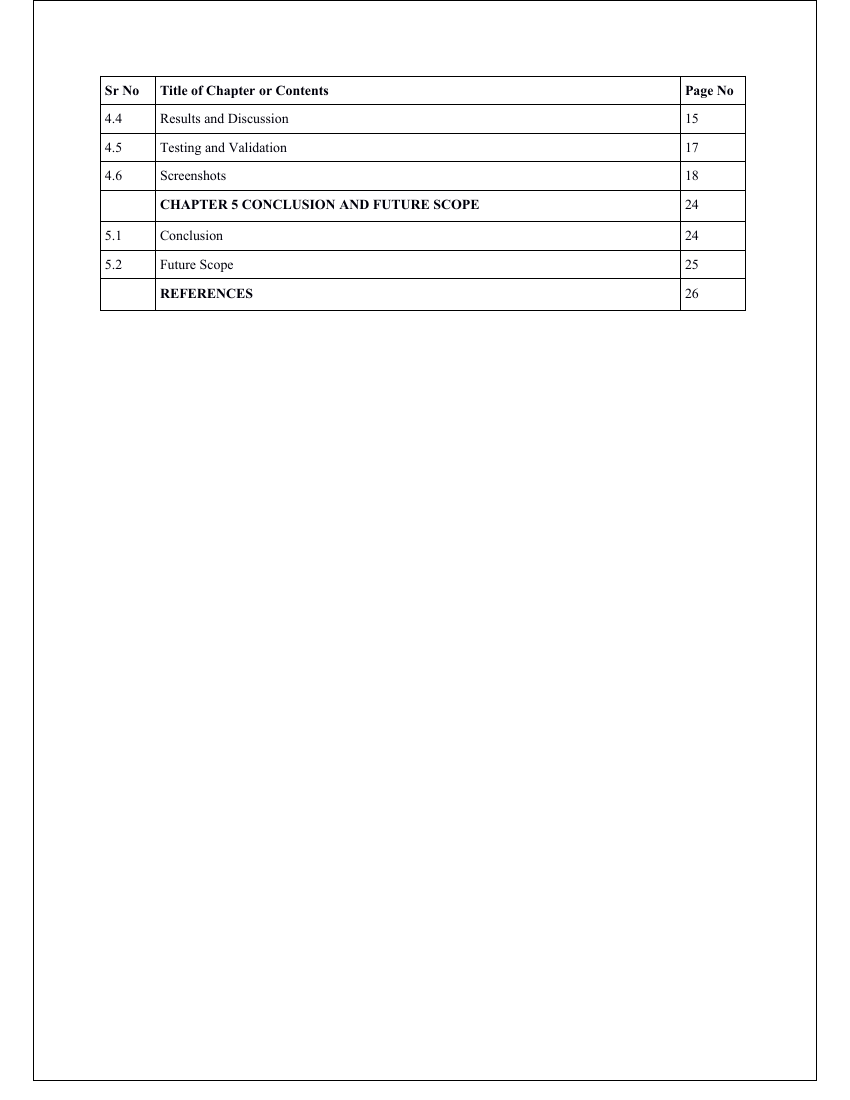 Sr No Title of Chapter or Contents Page No
4.4 Results and Discussion 15
4.5 Testing and Validation 17
4.6 Screenshots 18
CHAPTER 5 CONCLUSION AND FUTURE SCOPE 24
5.1 Conclusion 24
5.2 Future Scope 25
REFERENCES 26